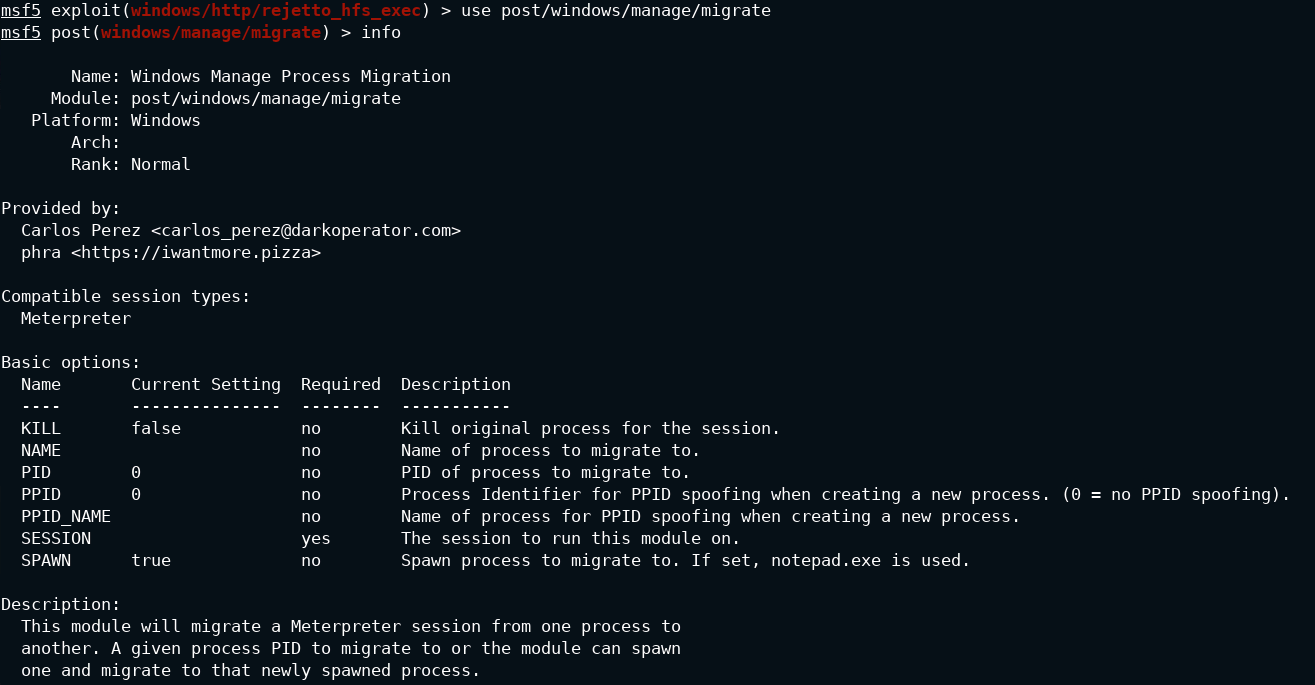 msf5 exploit(windows/http/rejetto_hfs_exec) > use post/windows/manage/migrate
msf5 post(windows/manage/migrate) > info
Name: Windows Manage Process Migration
Module: post/windows/manage/migrate
Platform: Windows
Arch:
Rank: Normal
Provided by:
Carlos Perez <carlos_perez@darkoperator.com>
phra <https://iwantmore.pizza>
Compatible session types:
Meterpreter
Basic options:
Name       Current Setting  Required  Description
----       ---------------  --------  -----------
KILL       false            no        Kill original process for the session.
NAME                        no        Name of process to migrate to.
PID        0                no        PID of process to migrate to.
PPID       0                no        Process Identifier for PPID spoofing when creating a new process. (0 = no PPID spoofing).
PPID_NAME                   no        Name of process for PPID spoofing when creating a new process.
SESSION                     yes       The session to run this module on.
SPAWN      true             no        Spawn process to migrate to. If set, notepad.exe is used.
Description:
This module will migrate a Meterpreter session from one process to
another. A given process PID to migrate to or the module can spawn
one and migrate to that newly spawned process.